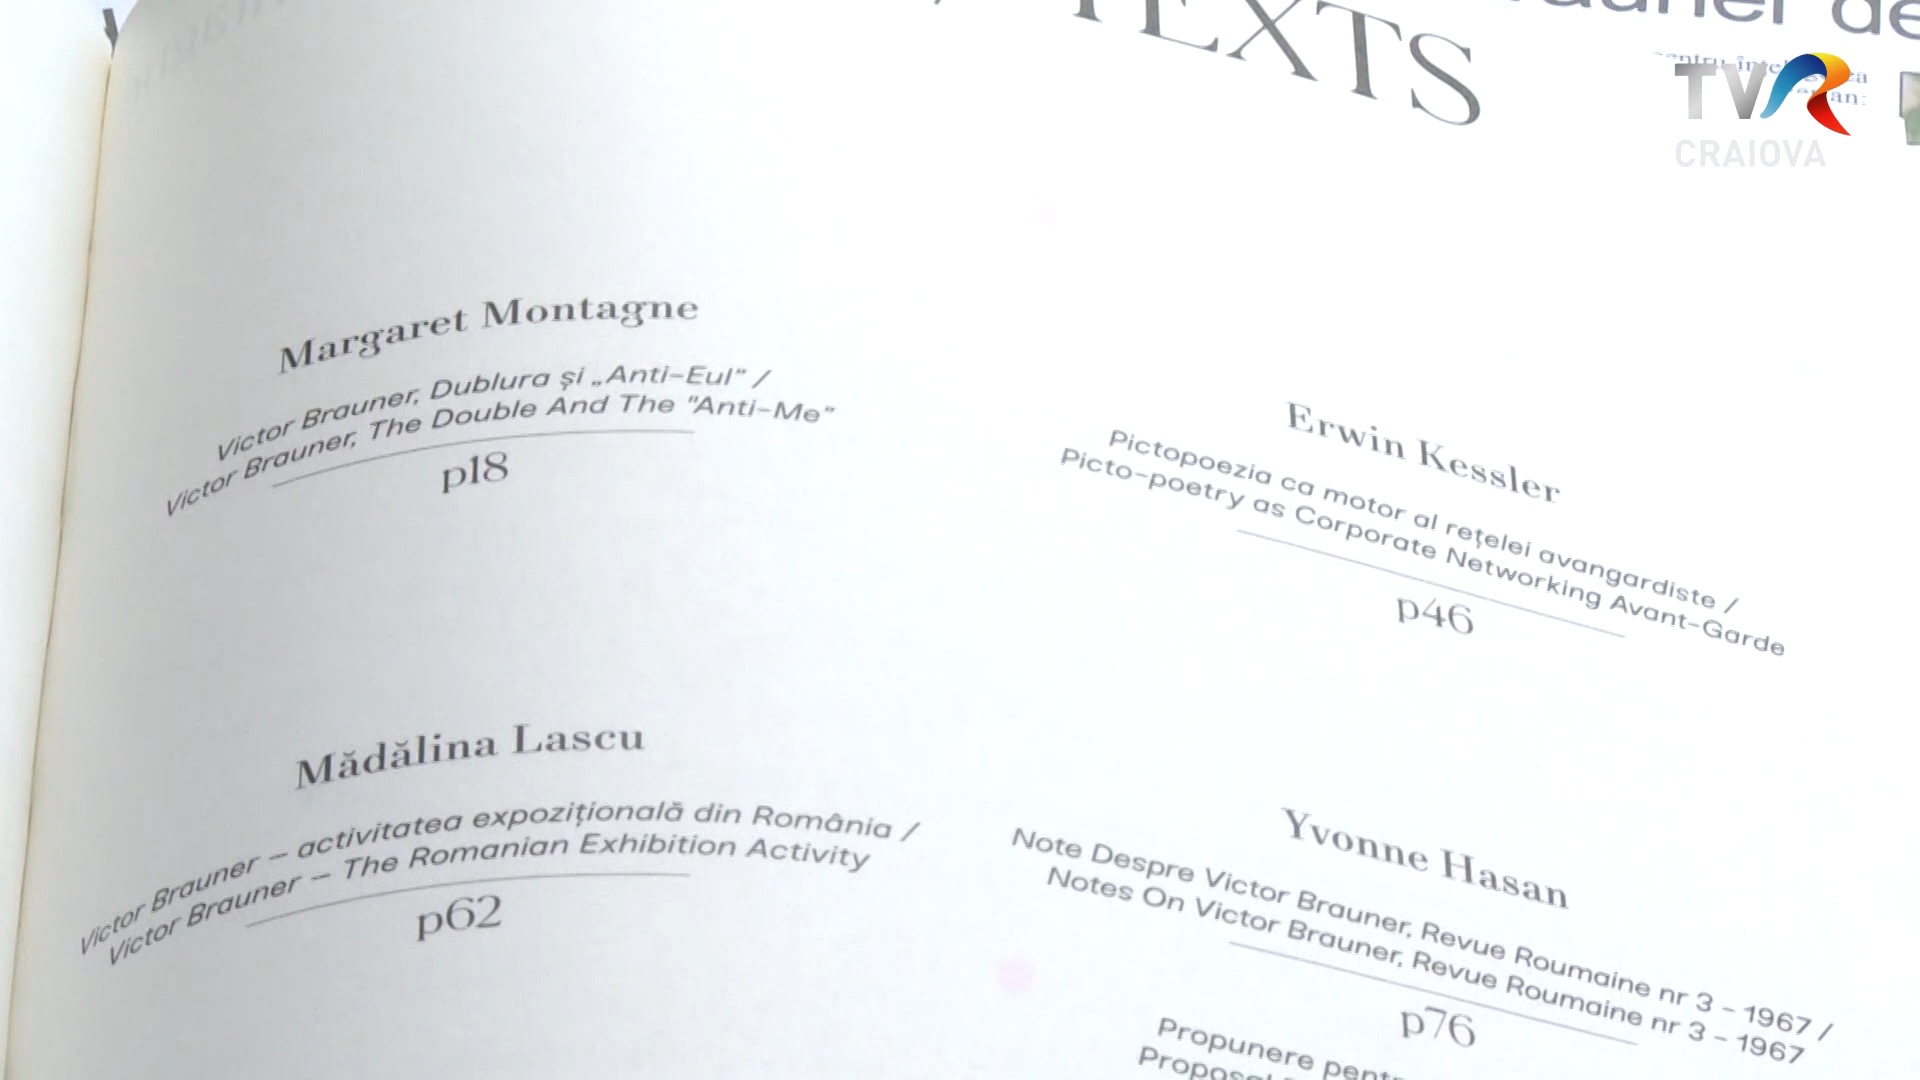 TEXTS
TVR
CRAIOVA
Margaret Montagne
Victor Brauner, Dublura și „Anti-Eul” /
Victor Brauner, The Double And The "Anti-Me"
p18
Erwin Kessler
Pictopoezia ca motor al rețelei avangardiste /
Picto-poetry as Corporate Networking Avant-Garde
p46
Mădălina Lascu
Victor Brauner – activitatea expozițională din România /
Victor Brauner – The Romanian Exhibition Activity
p62
Yvonne Hasan
Note Despre Victor Brauner, Revue Roumaine nr 3 - 1967 /
Notes On Victor Brauner, Revue Roumaine nr 3 - 1967
p76
Propunere